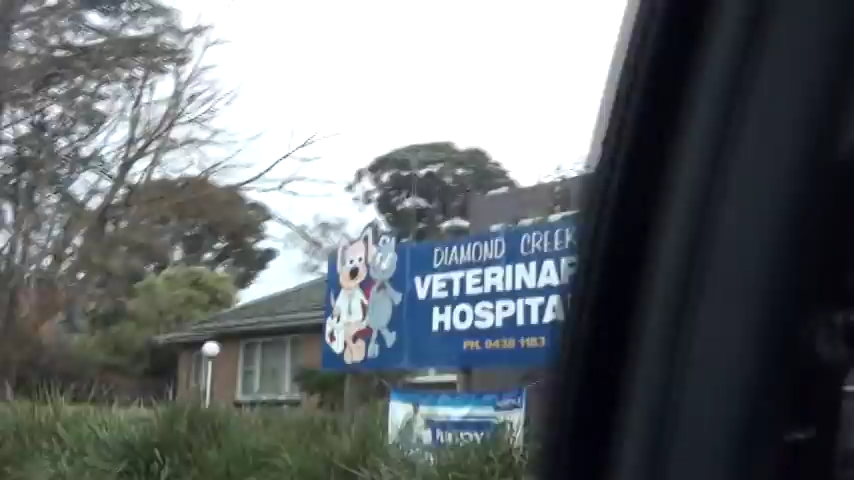 DIAMOND CREEK
VETERINAR
HOSPITA
PH. 9438 1183